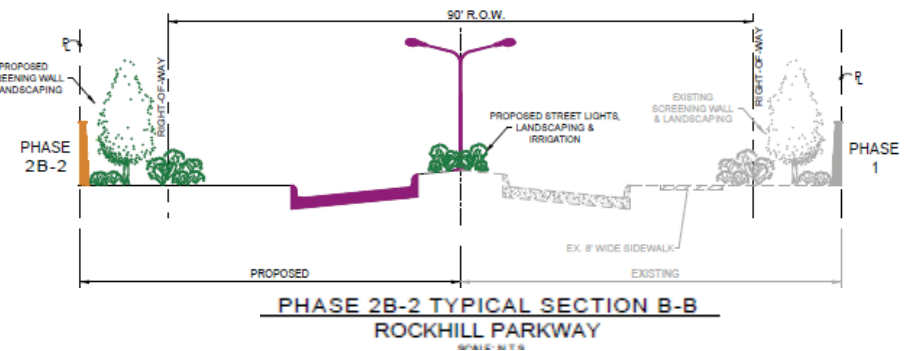 90' R.O.W.
PROPOSED
SCREENING WALL
LANDSCAPING
RIGHT-OF-WAY
PHASE
2B-2
PROPOSED STREET LIGHTS,
LANDSCAPING &
IRRIGATION
EXISTING
SCREENING WALL
& LANDSCAPING
RIGHT-OF-WAY
PHASE
1
EX. 8' WIDE SIDEWALK
PROPOSED
EXISTING
PHASE 2B-2 TYPICAL SECTION B-B
ROCKHILL PARKWAY
SCALE: N.T.S.